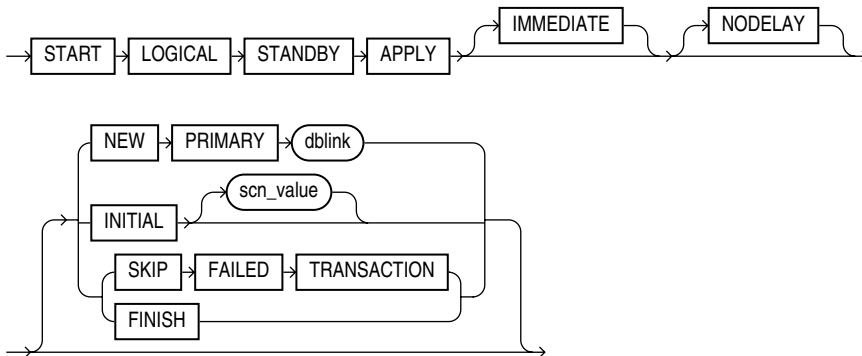 START LOGICAL STANDBY APPLY IMMEDIATE NODELAY
NEW PRIMARY dblink
INITIAL scn_value
SKIP FAILED TRANSACTION
FINISH